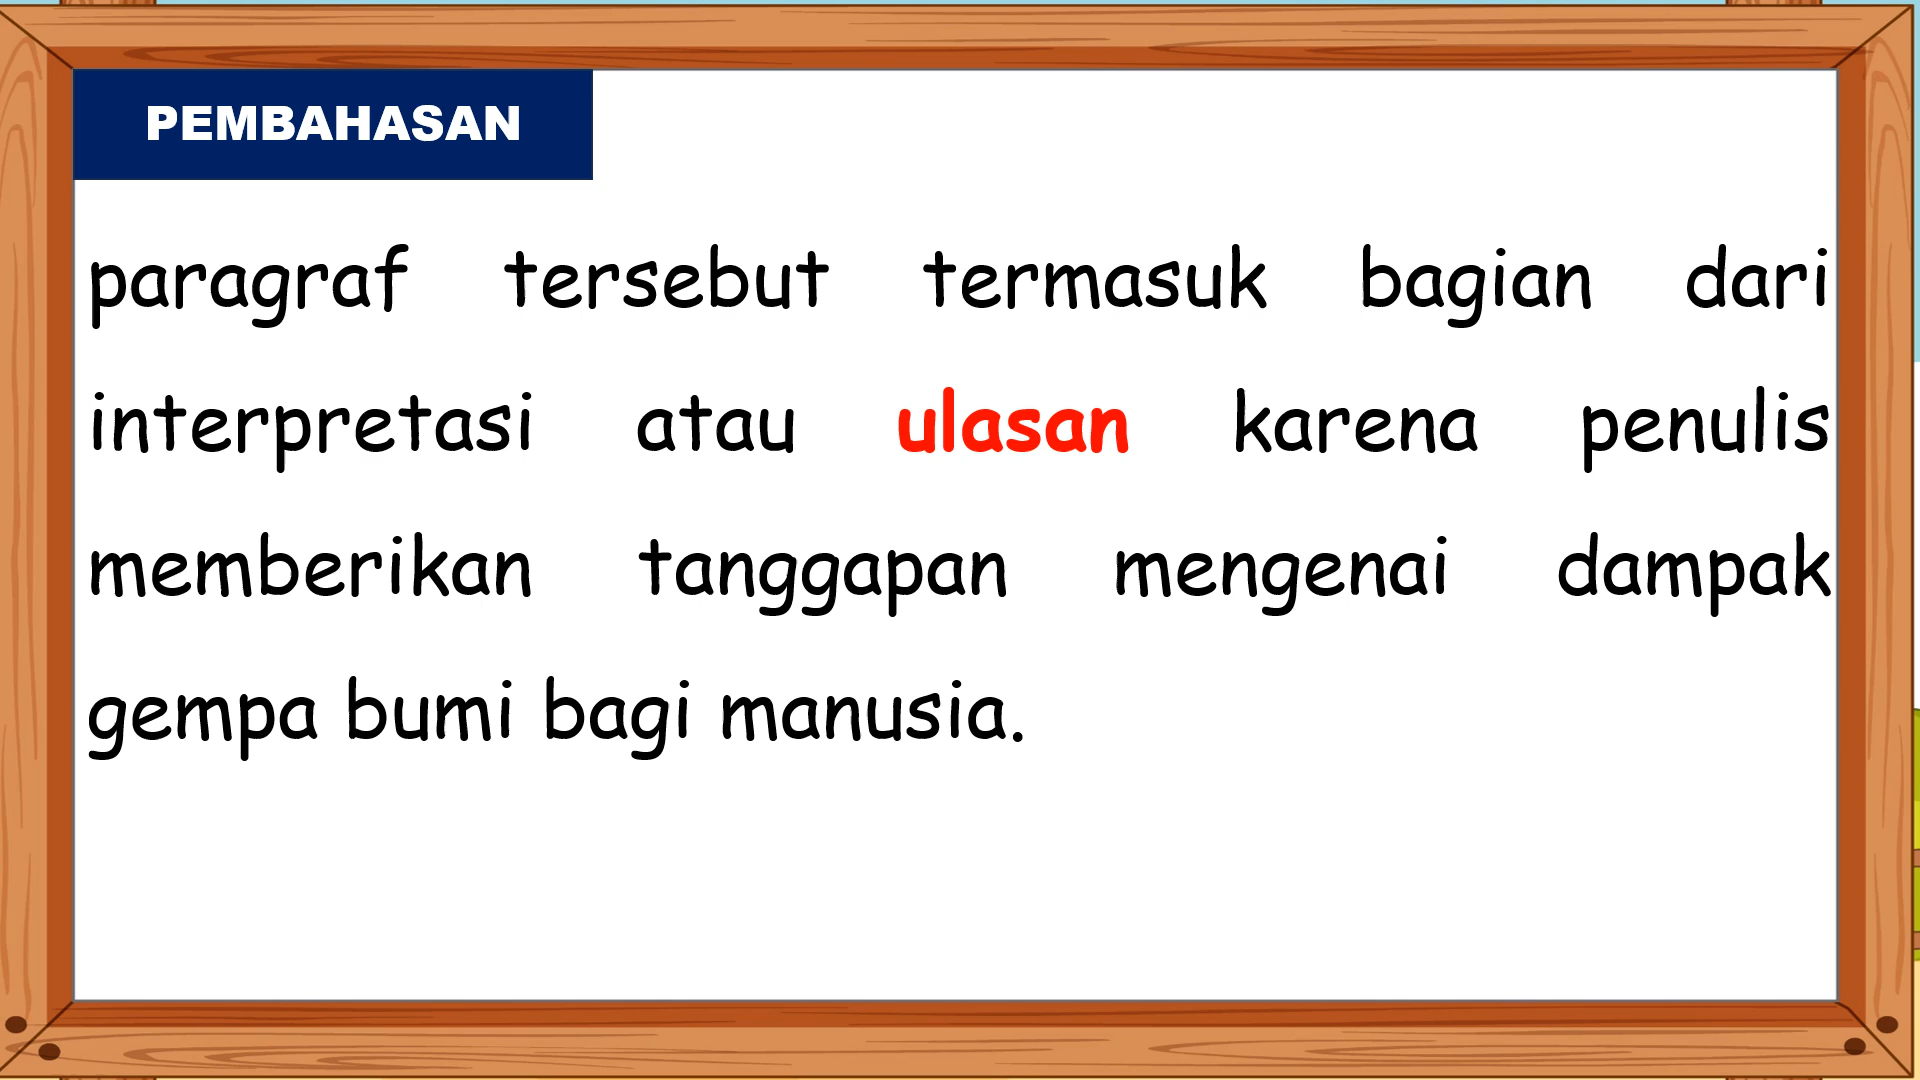 PEMBAHASAN
paragraf tersebut termasuk bagian dari
interpretasi atau ulasan karena penulis
memberikan tanggapan mengenai dampak
gempa bumi bagi manusia.